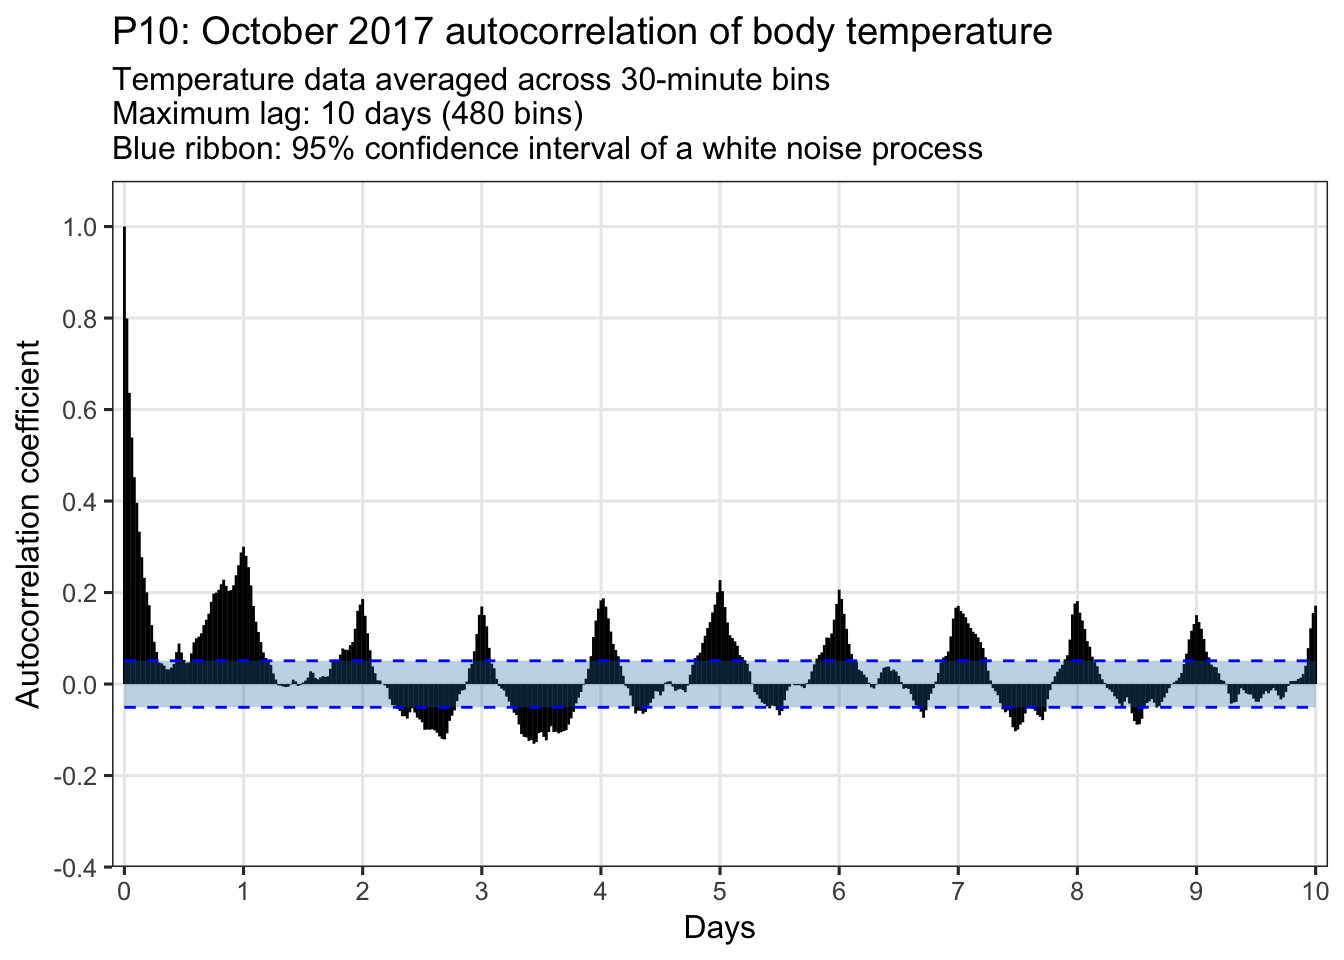 P10: October 2017 autocorrelation of body temperature
Temperature data averaged across 30-minute bins
Maximum lag: 10 days (480 bins)
Blue ribbon: 95% confidence interval of a white noise process
Autocorrelation coefficient
1.0
0.8
0.6
0.4
0.2
0.0
-0.2
-0.4
0 1 2 3 4 5 6 7 8 9 10
Days